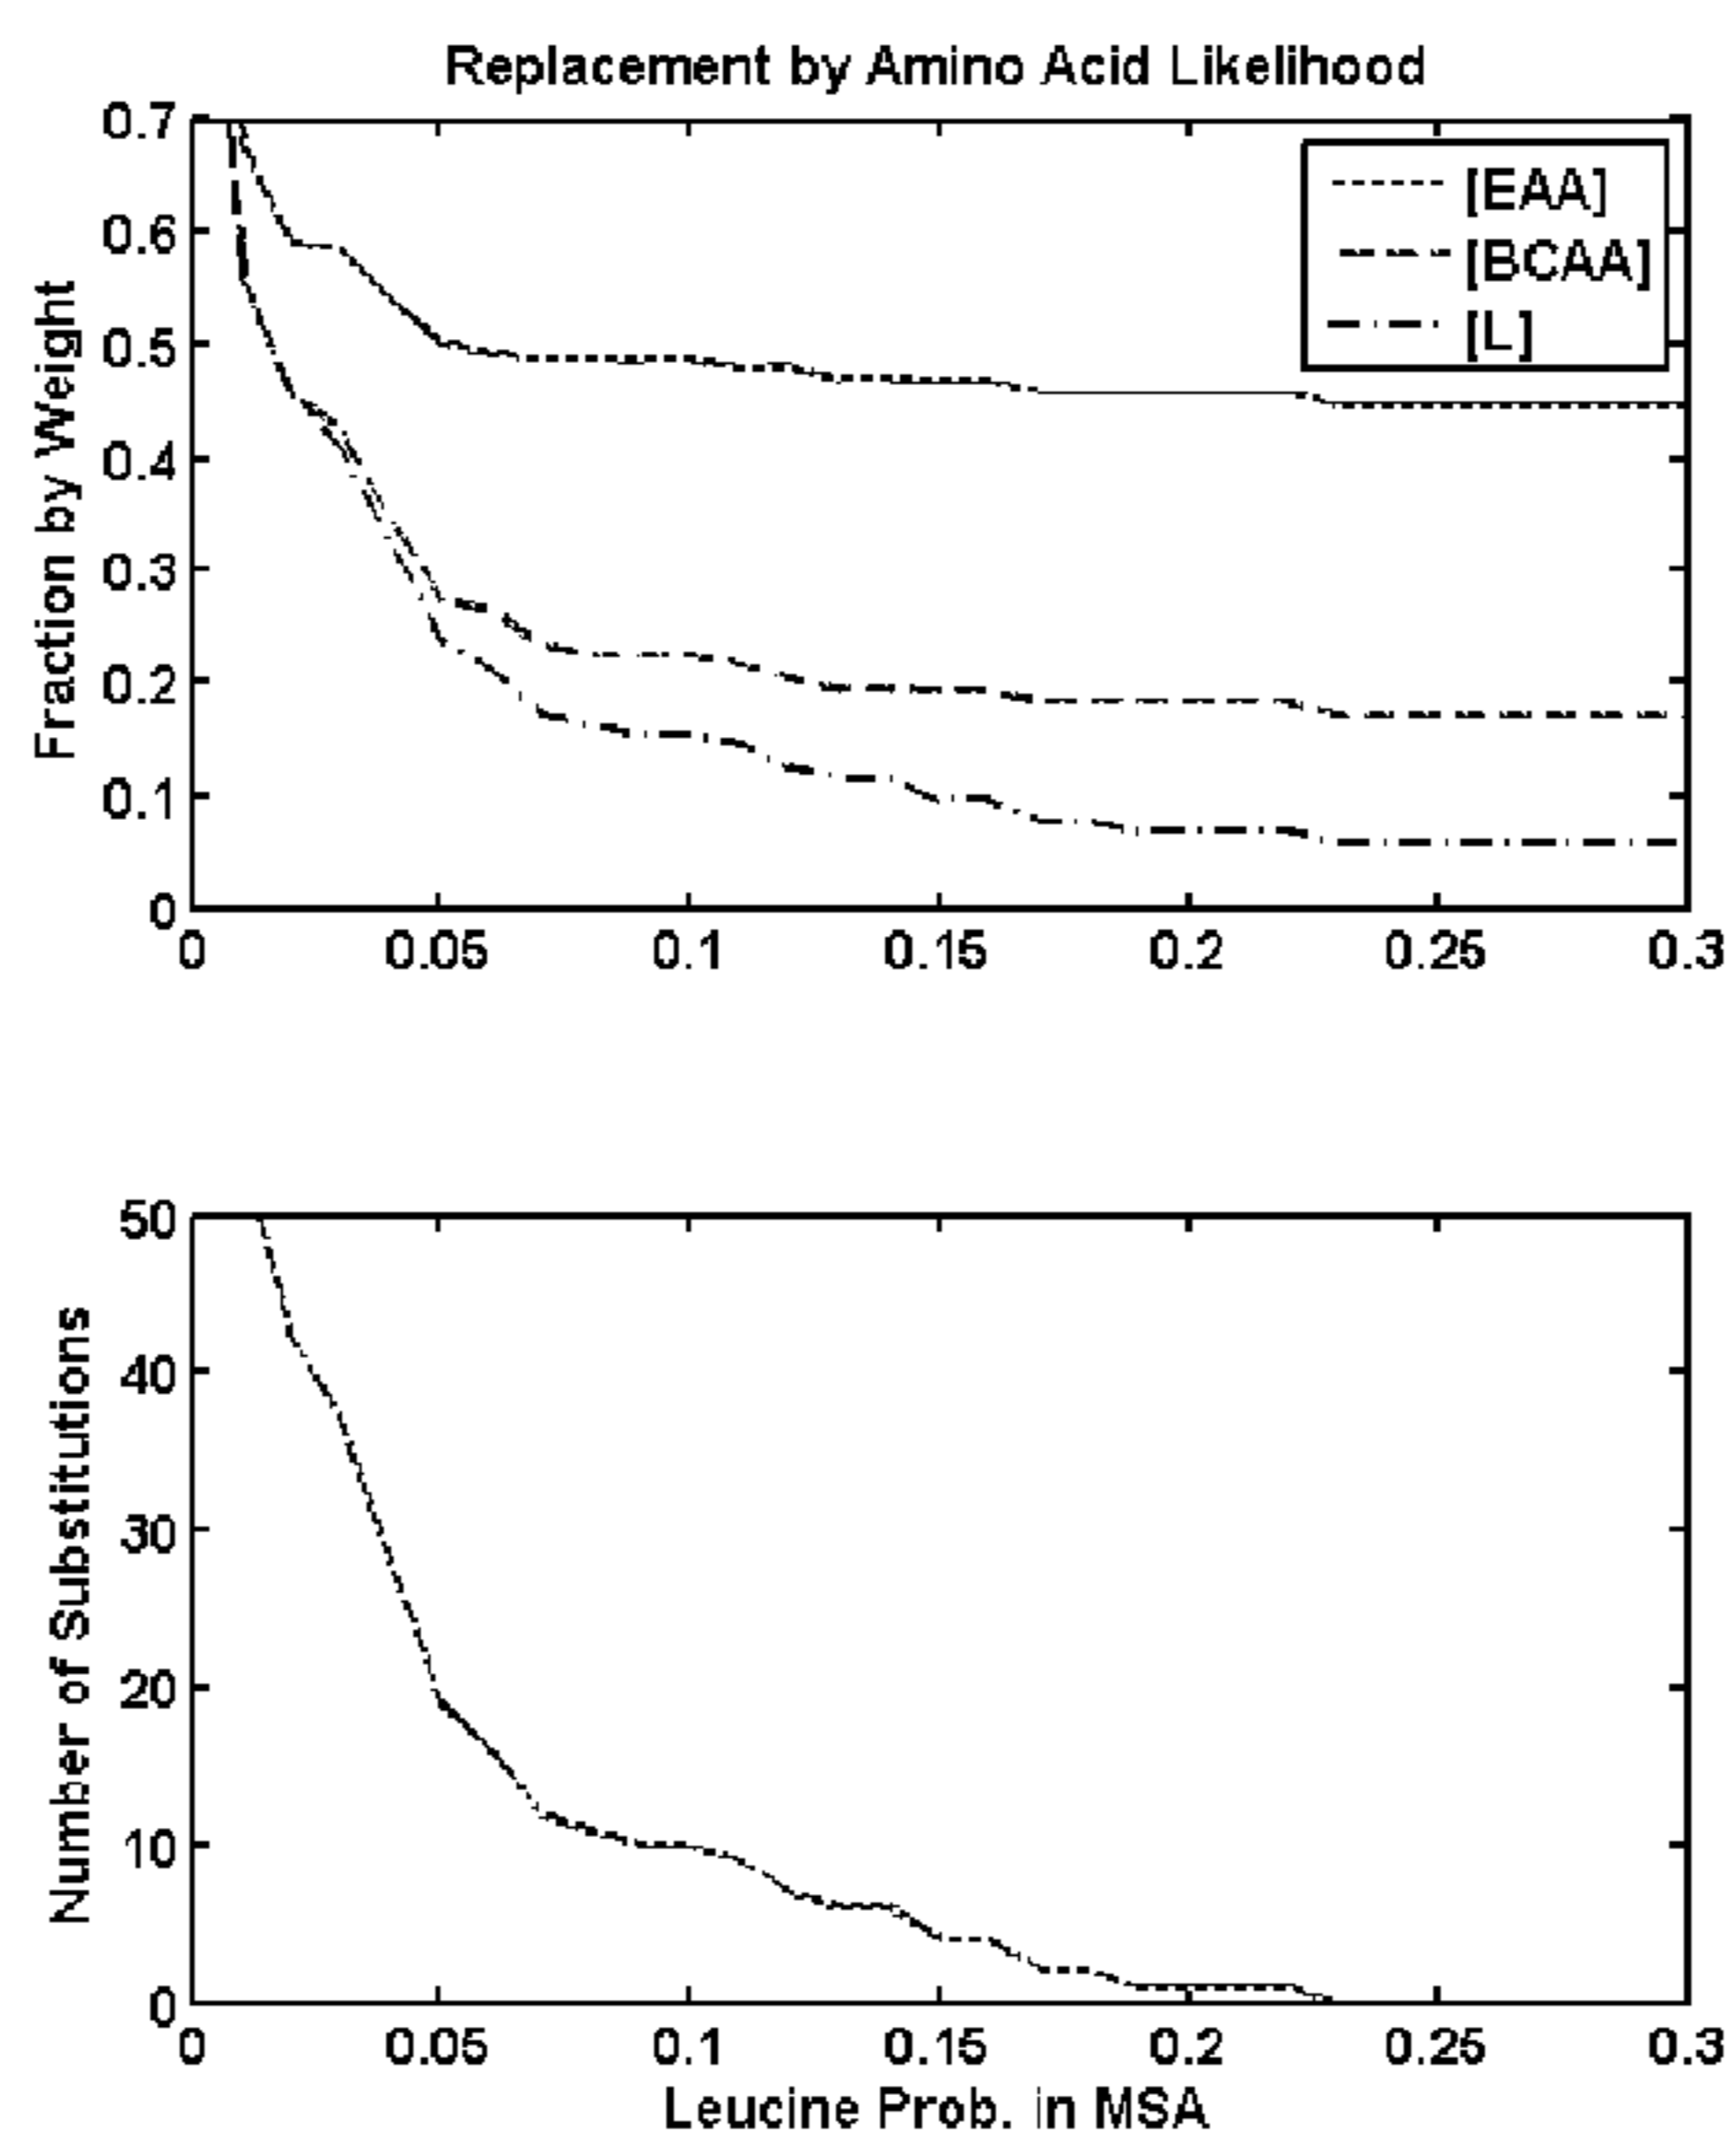 Replacement by Amino Acid Likelihood
0.7
0.6
0.5
0.4
0.3
0.2
0.1
0
Fraction by Weight
[EAA]
[BCAA]
[L]
0 0.05 0.1 0.15 0.2 0.25 0.3
50
40
30
20
10
0
Number of Substitutions
0 0.05 0.1 0.15 0.2 0.25 0.3
Leucine Prob. in MSA